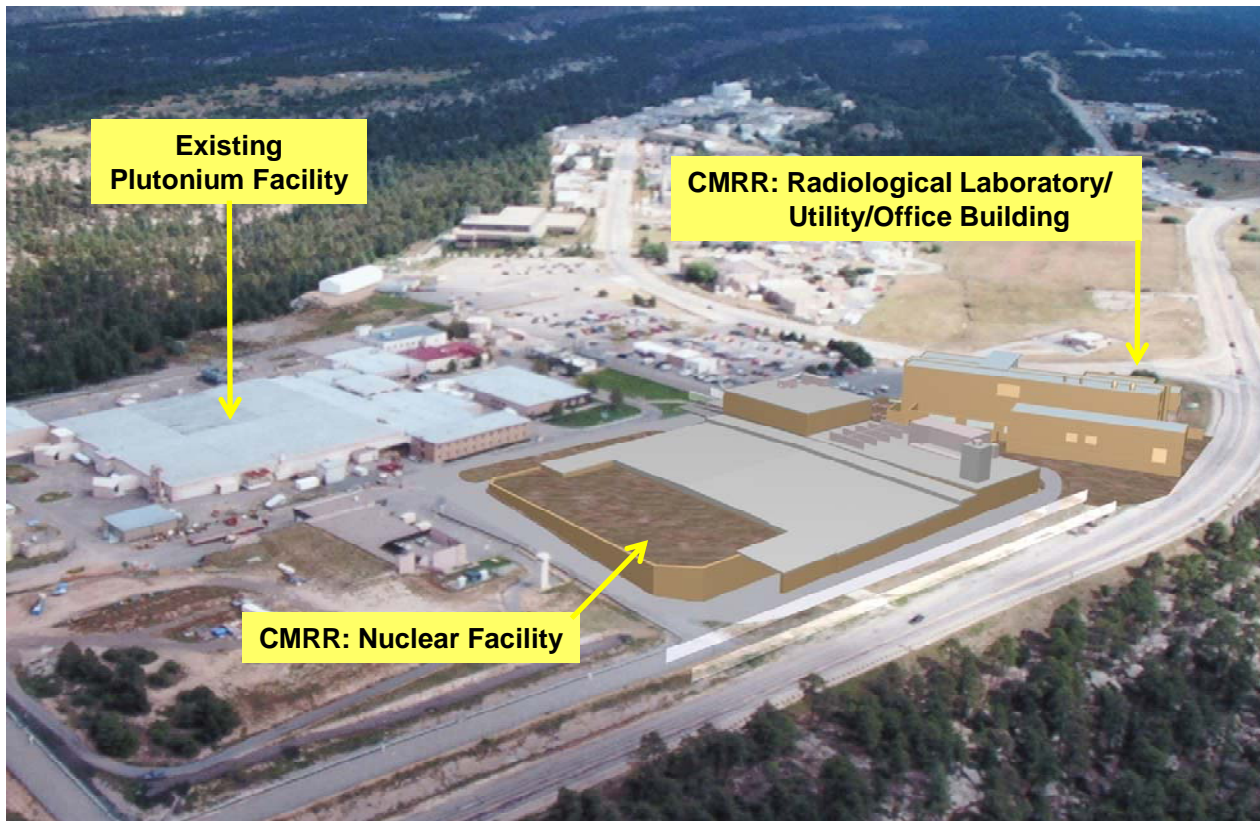 Existing
Plutonium Facility
CMRR: Radiological Laboratory/
Utility/Office Building
CMRR: Nuclear Facility